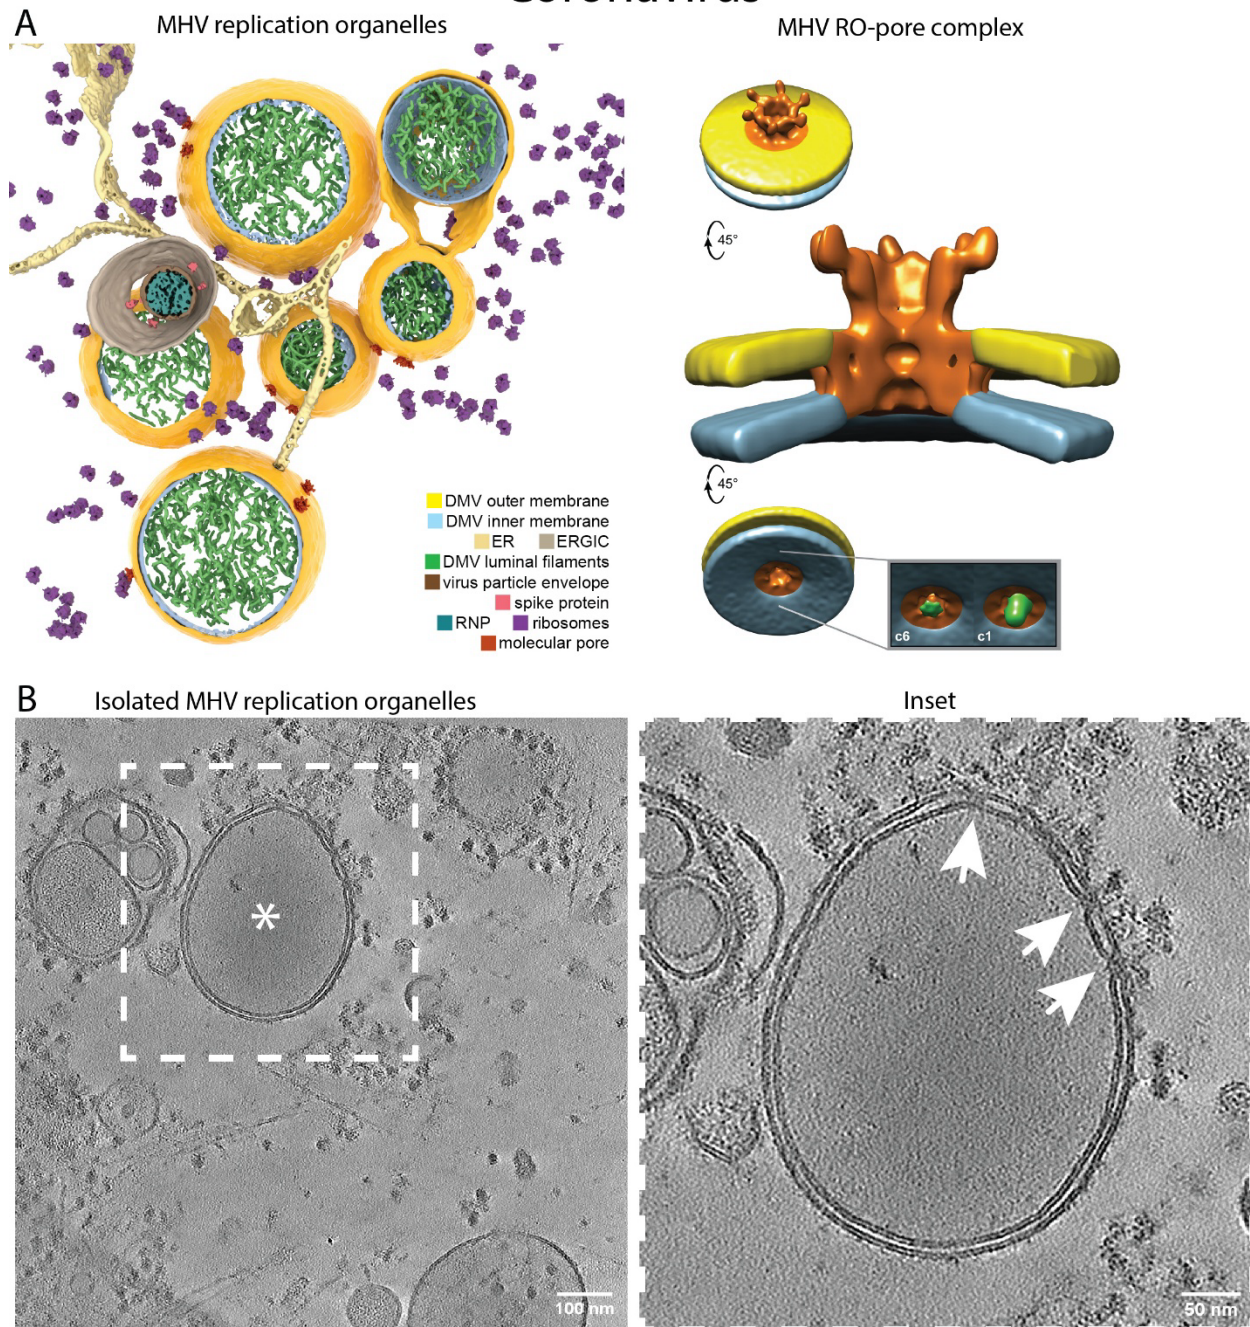 Coronavirus
A
MHV replication organelles
MHV RO-pore complex
45°
45°
DMV outer membrane
DMV inner membrane
ER ERGIC
DMV luminal filaments
virus particle envelope
spike protein
RNP ribosomes
molecular pore
c6 c1
B
Isolated MHV replication organelles
Inset
*
100 nm
50 nm